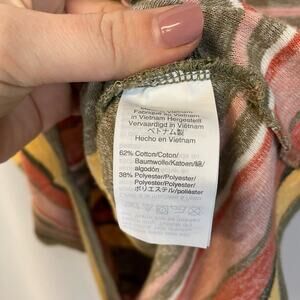 Fabriqué au Vietnam
in Vietnam Hergestellt
Vervaardigd in Vietnam
ベトナム製
Hecho en Vietnam
62% Cotton/Coton/
Baumwolle/Katoen/綿/
algodón
38% Polyester/Polyester/
Polyester/Polyester/
ポリエステル/poliéster